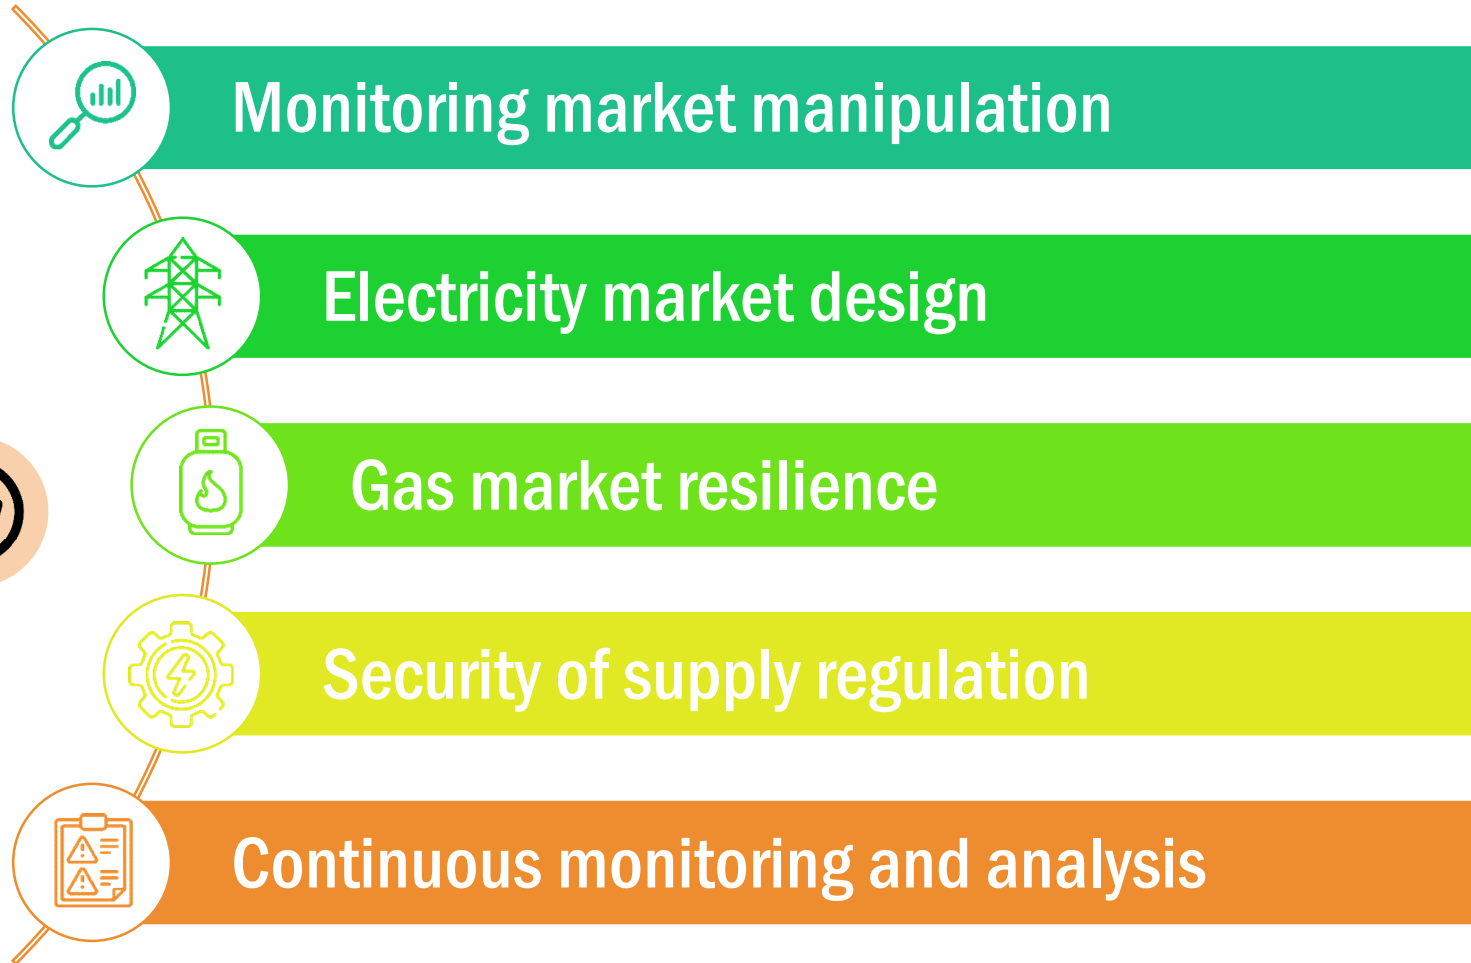 Monitoring market manipulation
Electricity market design
Gas market resilience
Security of supply regulation
Continuous monitoring and analysis